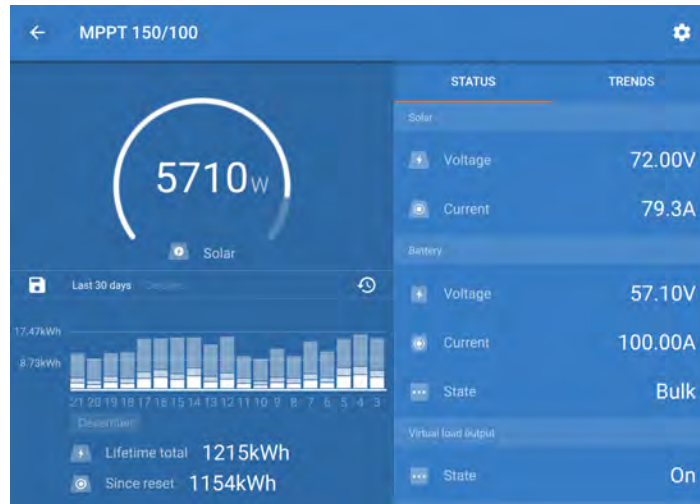 MPPT 150/100
5710W
Solar
Last 30 days
17.47kWh
8.73kWh
21 20 19 18 17 18 15 14 13 12 11 10 9 8 7 6 5 4 3
December
Lifetime total 1215kWh
Since reset 1154kWh
STATUS TRENDS
Solar
Voltage 72.00V
Current 79.3A
Battery
Voltage 57.10V
Current 100.00A
State Bulk
Virtual load output
State On